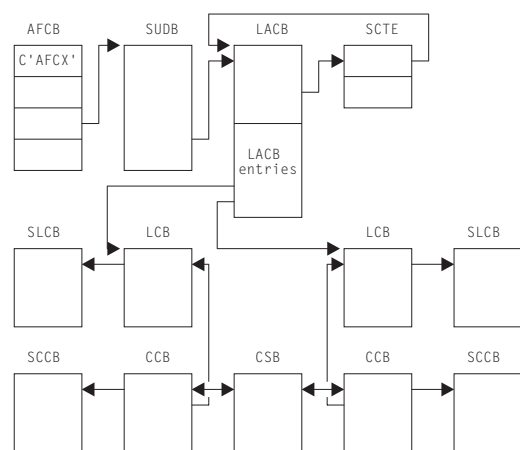 AFCB SUDB LACB SCTE
C'AFCX'
LACB
entries
SLCB LCB LCB SLCB
SCCB CCB CSB CCB SCCB